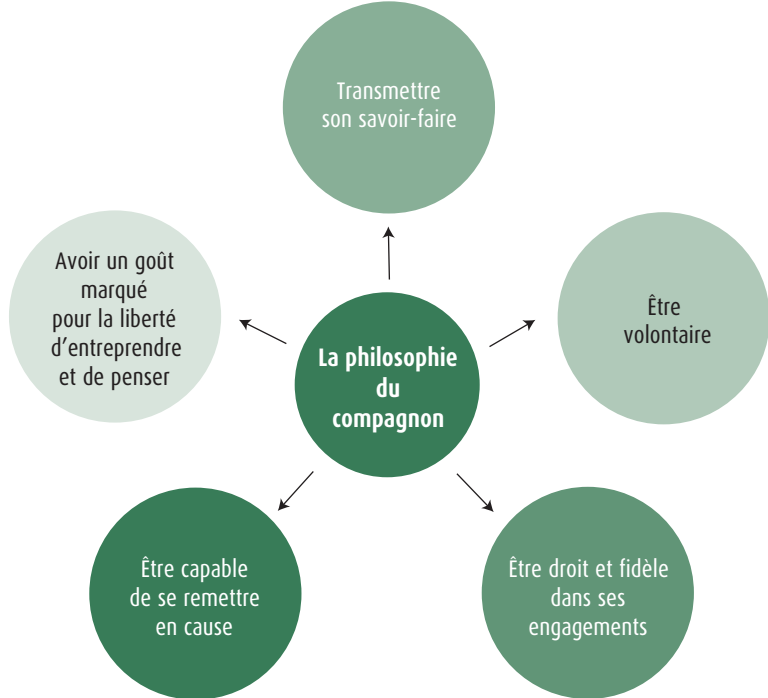 Transmettre
son savoir-faire
Avoir un goût
marqué
pour la liberté
d'entreprendre
et de penser
Être
volontaire
La philosophie
du
compagnon
Être capable
de se remettre
en cause
Être droit et fidèle
dans ses
engagements